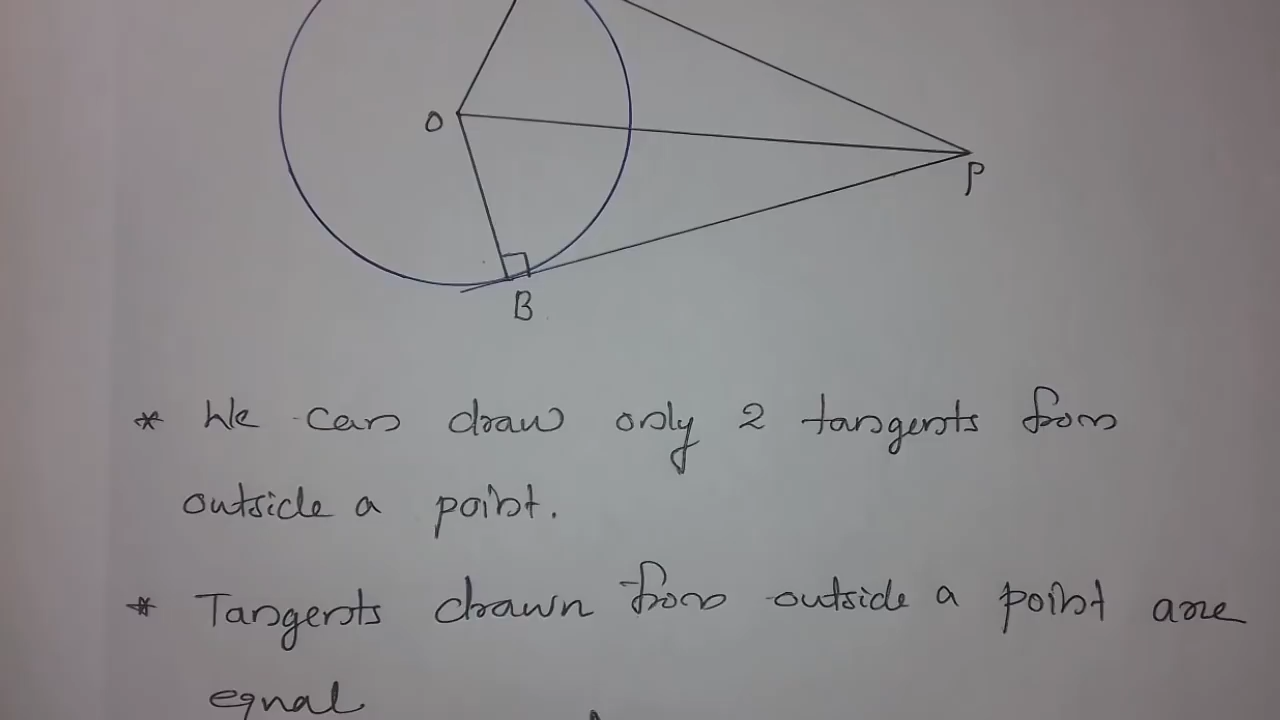 O
P
B
* We can draw only 2 tangents from
outside a point.
* Tangents drawn from outside a point are
equal